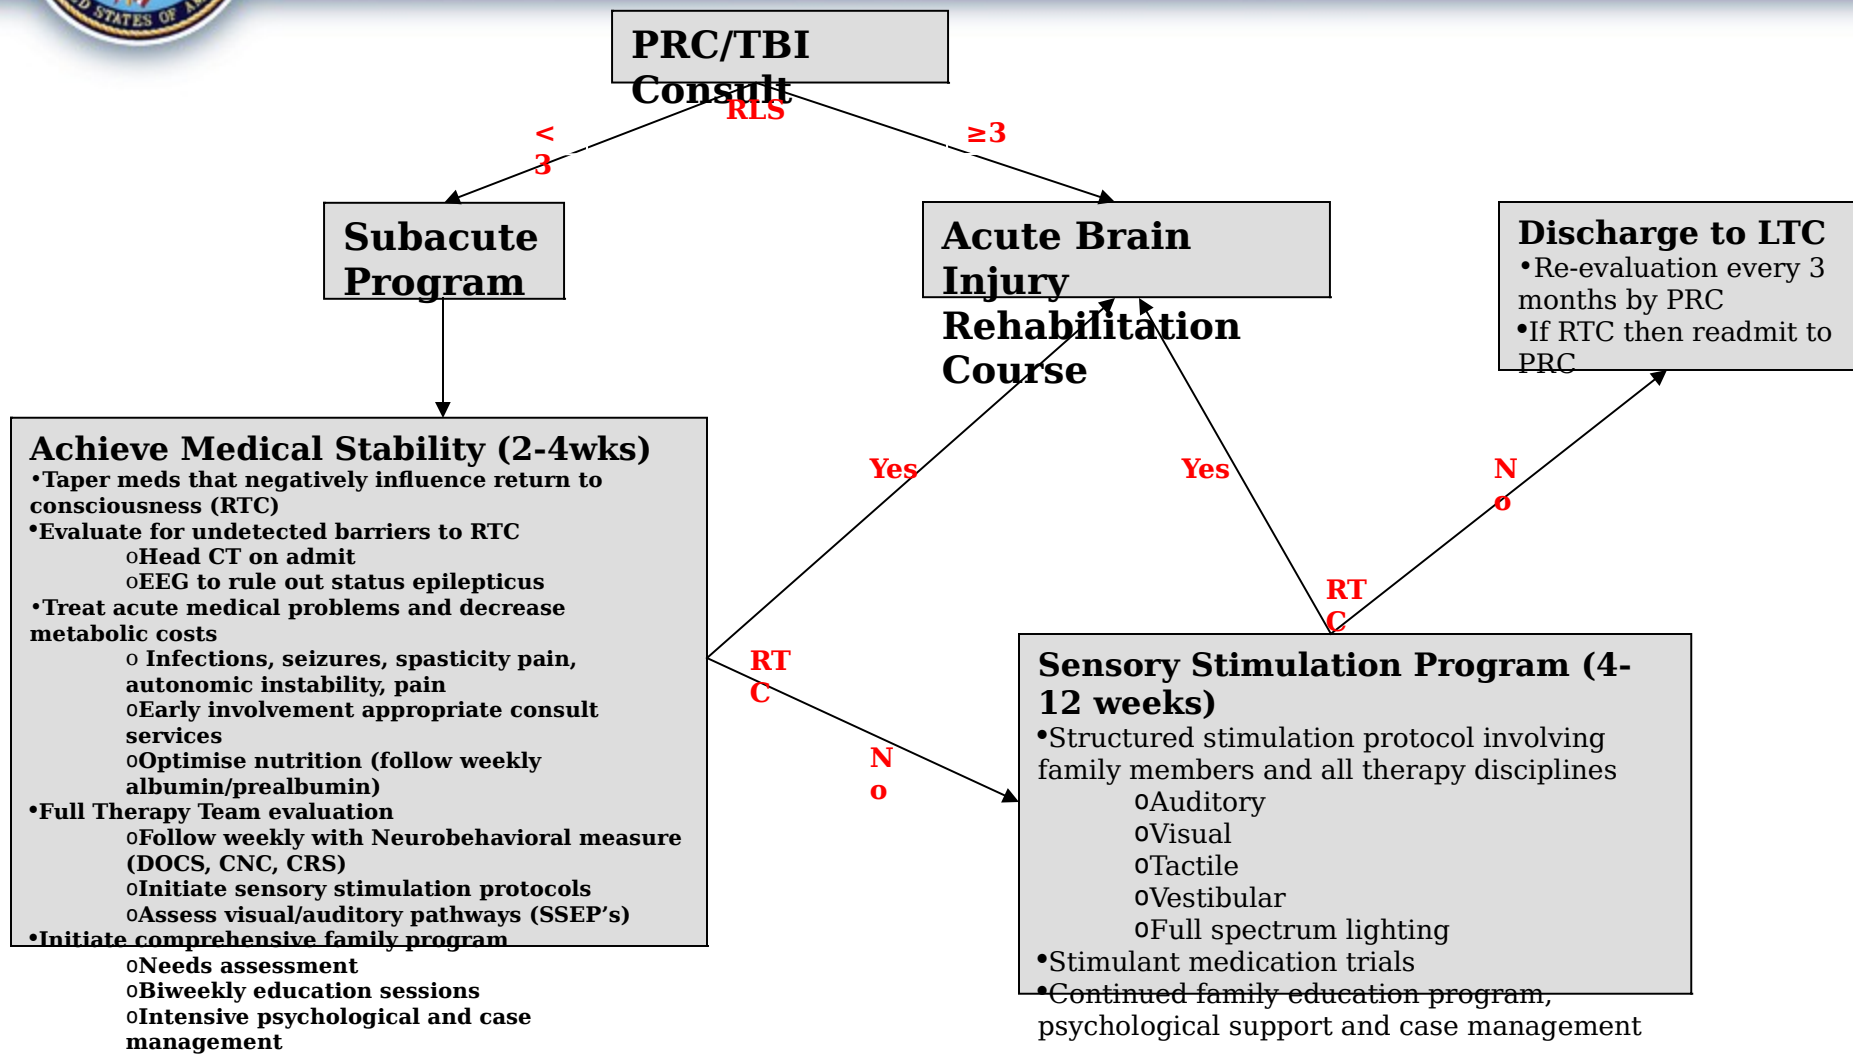 STATES OF
PRC/TBI
Consult
RLS
<
3
≥3
Subacute
Program
Acute Brain
Injury
Rehabilitation
Course
Discharge to LTC
•Re-evaluation every 3
months by PRC
•If RTC then readmit to
PRC
Achieve Medical Stability (2-4wks)
•Taper meds that negatively influence return to
consciousness (RTC)
•Evaluate for undetected barriers to RTC
oHead CT on admit
oEEG to rule out status epilepticus
•Treat acute medical problems and decrease
metabolic costs
o Infections, seizures, spasticity pain,
autonomic instability, pain
oEarly involvement appropriate consult
services
oOptimise nutrition (follow weekly
albumin/prealbumin)
•Full Therapy Team evaluation
oFollow weekly with Neurobehavioral measure
(DOCS, CNC, CRS)
oInitiate sensory stimulation protocols
oAssess visual/auditory pathways (SSEP’s)
•Initiate comprehensive family program
oNeeds assessment
oBiweekly education sessions
oIntensive psychological and case
management
Yes
Yes
N
o
RT
C
RT
C
N
o
Sensory Stimulation Program (4-
12 weeks)
•Structured stimulation protocol involving
family members and all therapy disciplines
oAuditory
oVisual
oTactile
oVestibular
oFull spectrum lighting
•Stimulant medication trials
•Continued family education program,
psychological support and case management